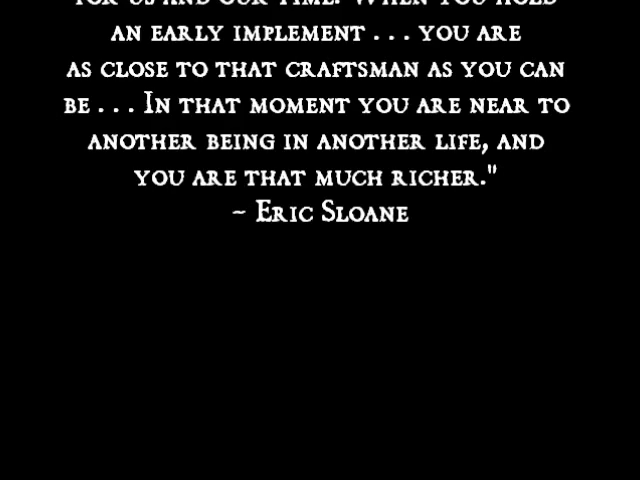 for us and our time. When you hold
an early implement . . . you are
as close to that craftsman as you can
be . . . In that moment you are near to
another being in another life, and
you are that much richer."
~ Eric Sloane